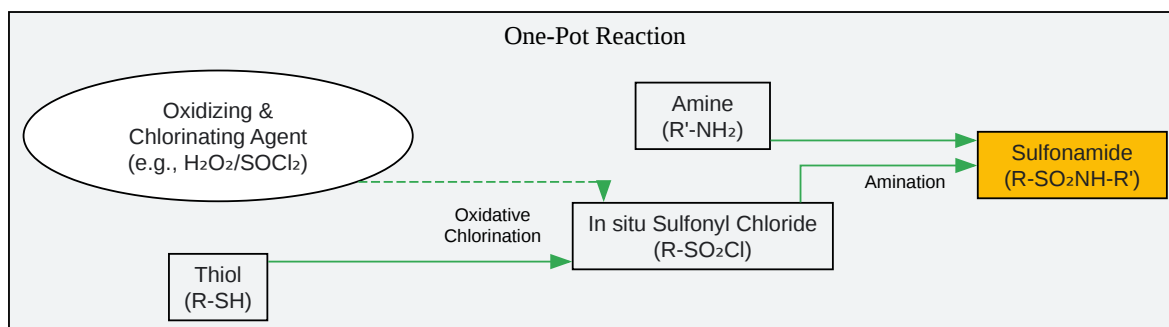 One-Pot Reaction
Oxidizing &
Chlorinating Agent
(e.g., H₂O₂/SOCl₂)
Amine
(R'-NH₂)
Sulfonamide
(R-SO₂NH-R')
Amination
Oxidative
Chlorination
In situ Sulfonyl Chloride
(R-SO₂Cl)
Thiol
(R-SH)